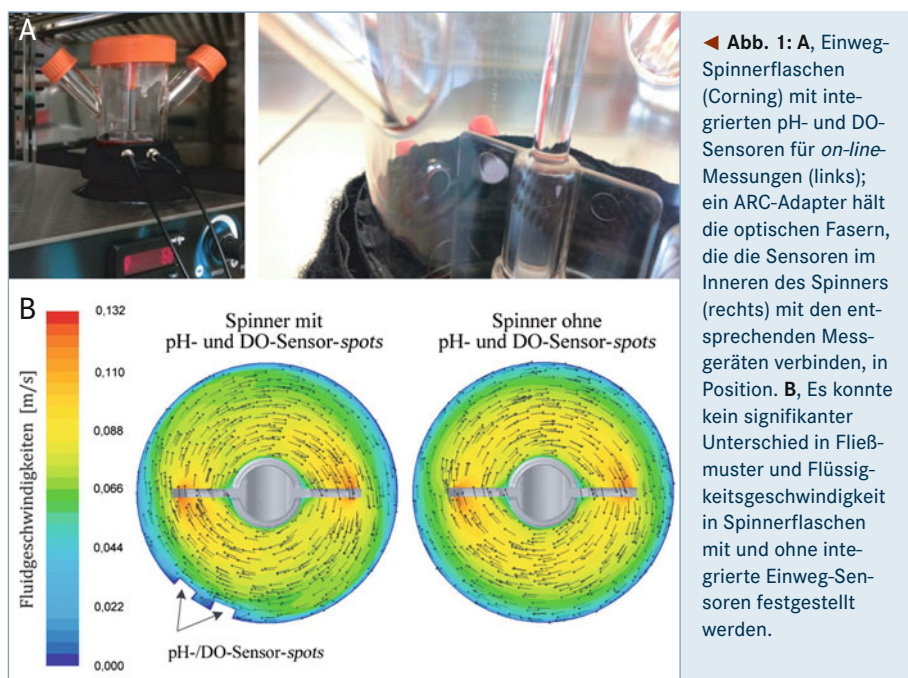 A
B
0,132
0,110
0,088
0,066
0,044
0,022
0,000
Fluidgeschwindigkeiten [m/s]
Spinner mit
pH- und DO-Sensor-spots
Spinner ohne
pH- und DO-Sensor-spots
pH-/DO-Sensor-spots
◀ Abb. 1: A, Einweg-
Spinnerflaschen
(Corning) mit inte-
grierten pH- und DO-
Sensoren für on-line-
Messungen (links);
ein ARC-Adapter hält
die optischen Fasern,
die die Sensoren im
Inneren des Spinners
(rechts) mit den ent-
sprechenden Mess-
geräten verbinden, in
Position. B, Es konnte
kein signifikanter
Unterschied in Fließ-
muster und Flüssig-
keitsgeschwindigkeit
in Spinnerflaschen
mit und ohne inte-
grierte Einweg-Sen-
soren festgestellt
werden.